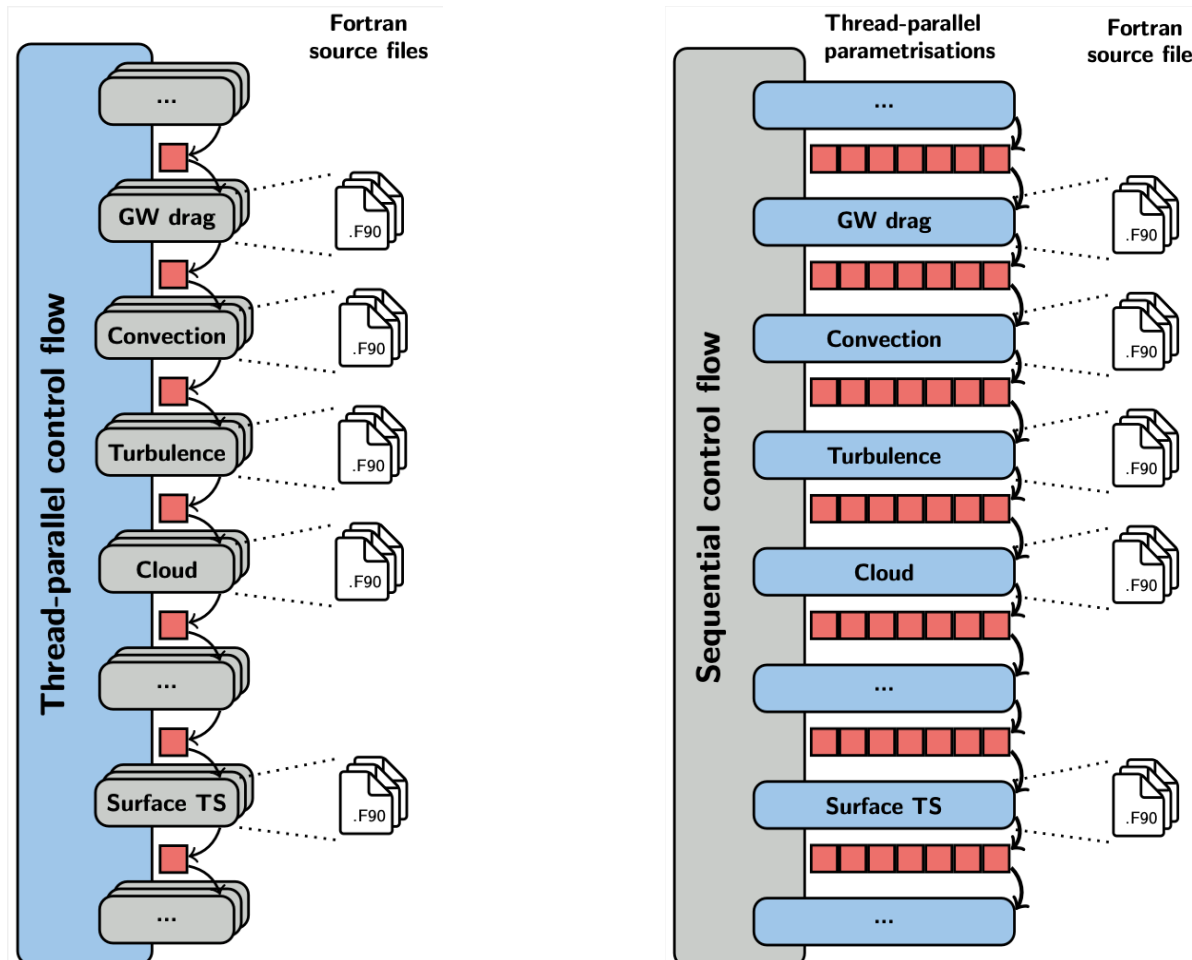 Fortran
source files
Thread-parallel control flow
...
GW drag
.F90
Convection
.F90
Turbulence
.F90
Cloud
.F90
...
Surface TS
.F90
...
Thread-parallel
parametrisations
Fortran
source file
Sequential control flow
...
GW drag
.F90
Convection
.F90
Turbulence
.F90
Cloud
.F90
...
Surface TS
.F90
...